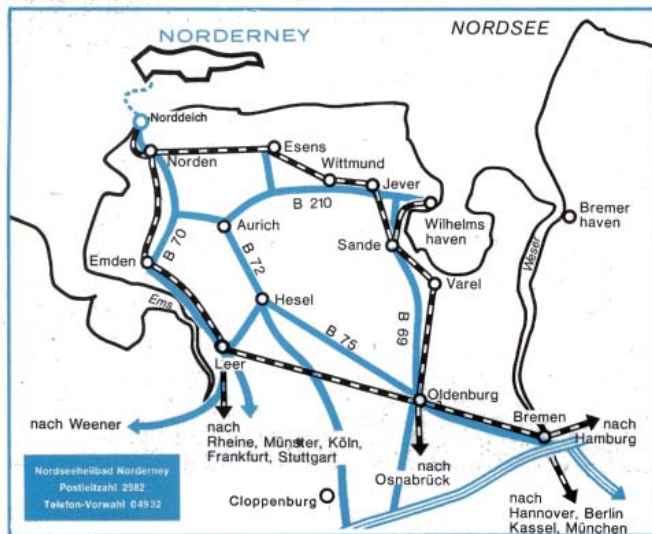 NORDERNEY
NORDSEE
Norddeich
Norden
Esens
Wittmund
Jever
B 210
Wilhelms
haven
Bremer
haven
Aurich
Sande
Weser
B 70
B 72
Emden
Varel
Ems
Hesel
B 75
B 69
Leer
Oldenburg
Bremen
nach Weener
nach
Rheine, Münster, Köln,
Frankfurt, Stuttgart
nach
Hamburg
nach
Osnabrück
Nordseeheilbad Norderney
Postleitzahl 2982
Telefon-Vorwahl 04932
Cloppenburg
nach
Hannover, Berlin
Kassel, München